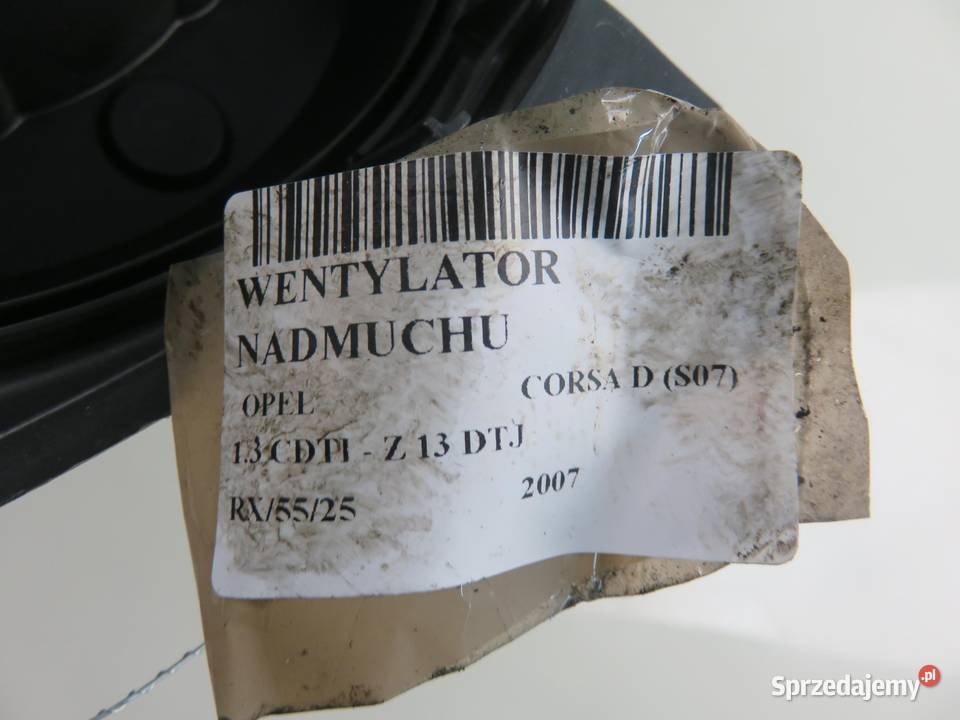 WENTYLATOR
NADMUCHU
OPEL CORSA D (S07)
1.3 CDTI - Z 13 DTJ
RX/55/25 2007
Sprzedajemy.pl